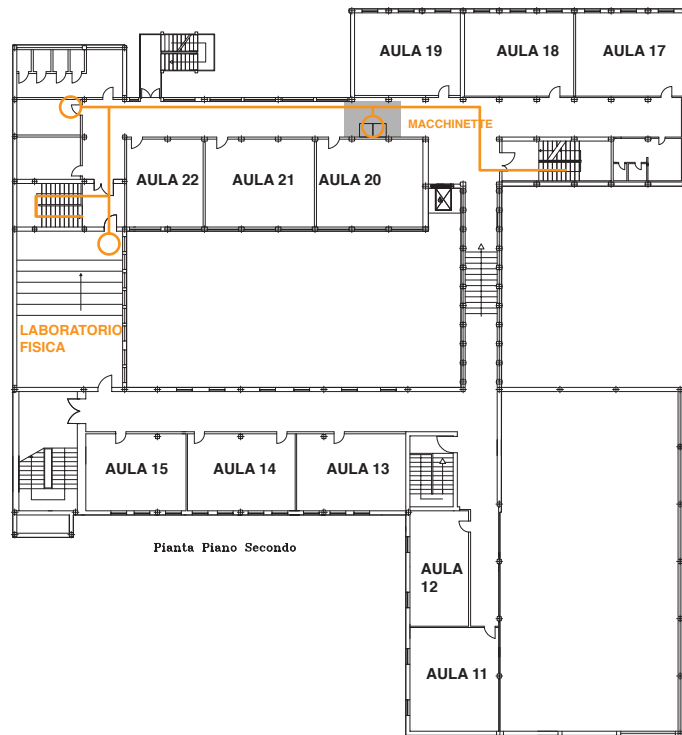 AULA 19
AULA 18
AULA 17
MACCHINETTE
AULA 22
AULA 21
AULA 20
LABORATORIO
FISICA
AULA 15
AULA 14
AULA 13
Pianta Piano Secondo
AULA
12
AULA 11